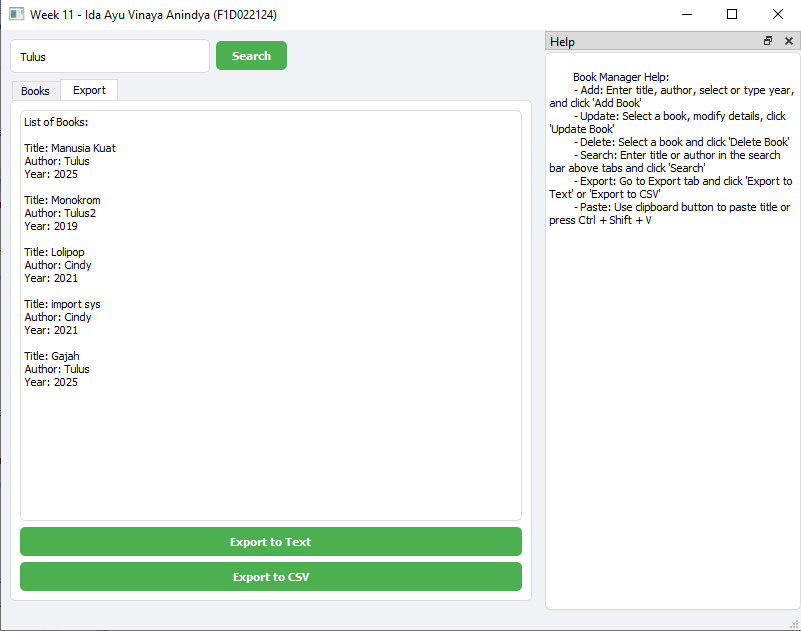 Week 11 - Ida Ayu Vinaya Anindya (F1D022124)
Tulus
Search
Books
Export
List of Books:
Title: Manusia Kuat
Author: Tulus
Year: 2025
Title: Monokrom
Author: Tulus2
Year: 2019
Title: Lolipop
Author: Cindy
Year: 2021
Title: import sys
Author: Cindy
Year: 2021
Title: Gajah
Author: Tulus
Year: 2025
Export to Text
Export to CSV
Help
Book Manager Help:
- Add: Enter title, author, select or type year,
and click 'Add Book'
- Update: Select a book, modify details, click
'Update Book'
- Delete: Select a book and click 'Delete Book'
- Search: Enter title or author in the search
bar above tabs and click 'Search'
- Export: Go to Export tab and click 'Export to
Text' or 'Export to CSV'
- Paste: Use clipboard button to paste title or
press Ctrl + Shift + V